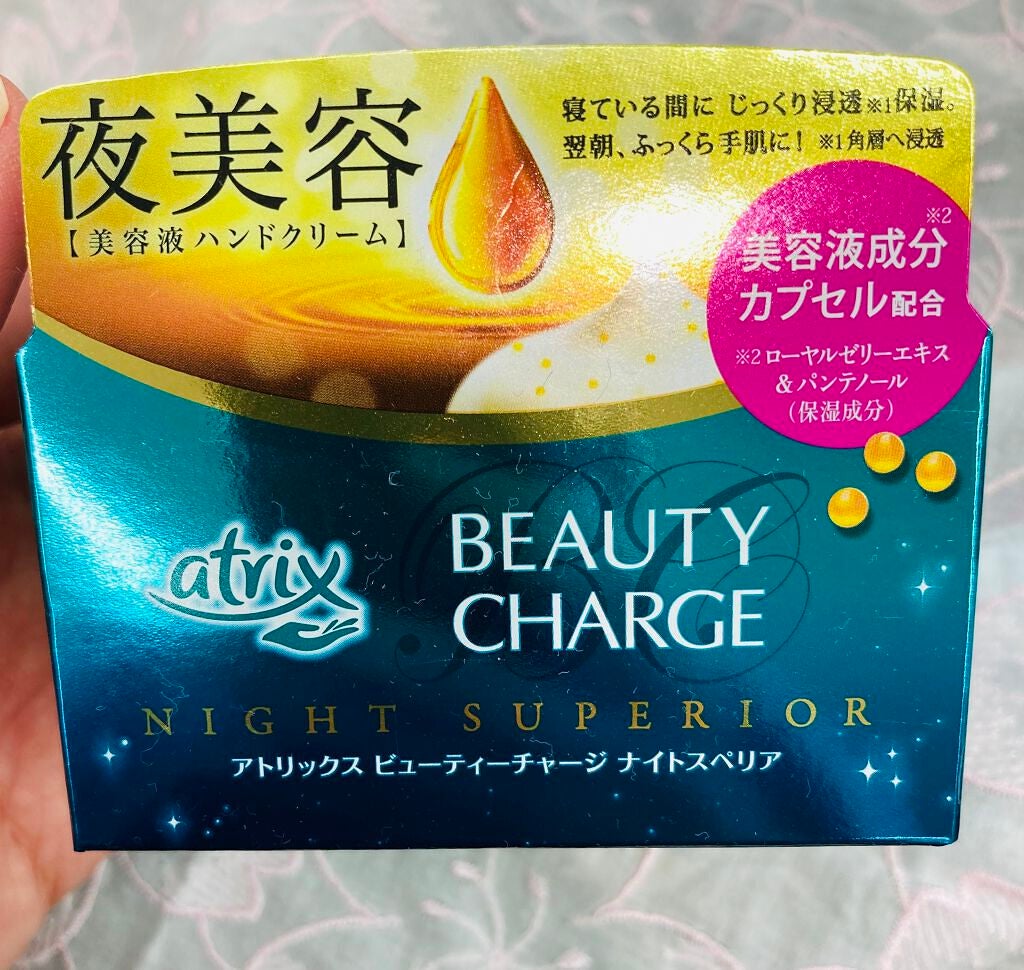 夜美容
【美容液ハンドクリーム】
寝ている間に じっくり浸透※1保湿。
翌朝、ふっくら手肌に! ※1角層へ浸透
※2
美容液成分
カプセル配合
※2ローヤルゼリーエキス
&パンテノール
(保湿成分)
atrix
BEAUTY
CHARGE
BC
NIGHT SUPERIOR
アトリックス ビューティーチャージ ナイトスペリア